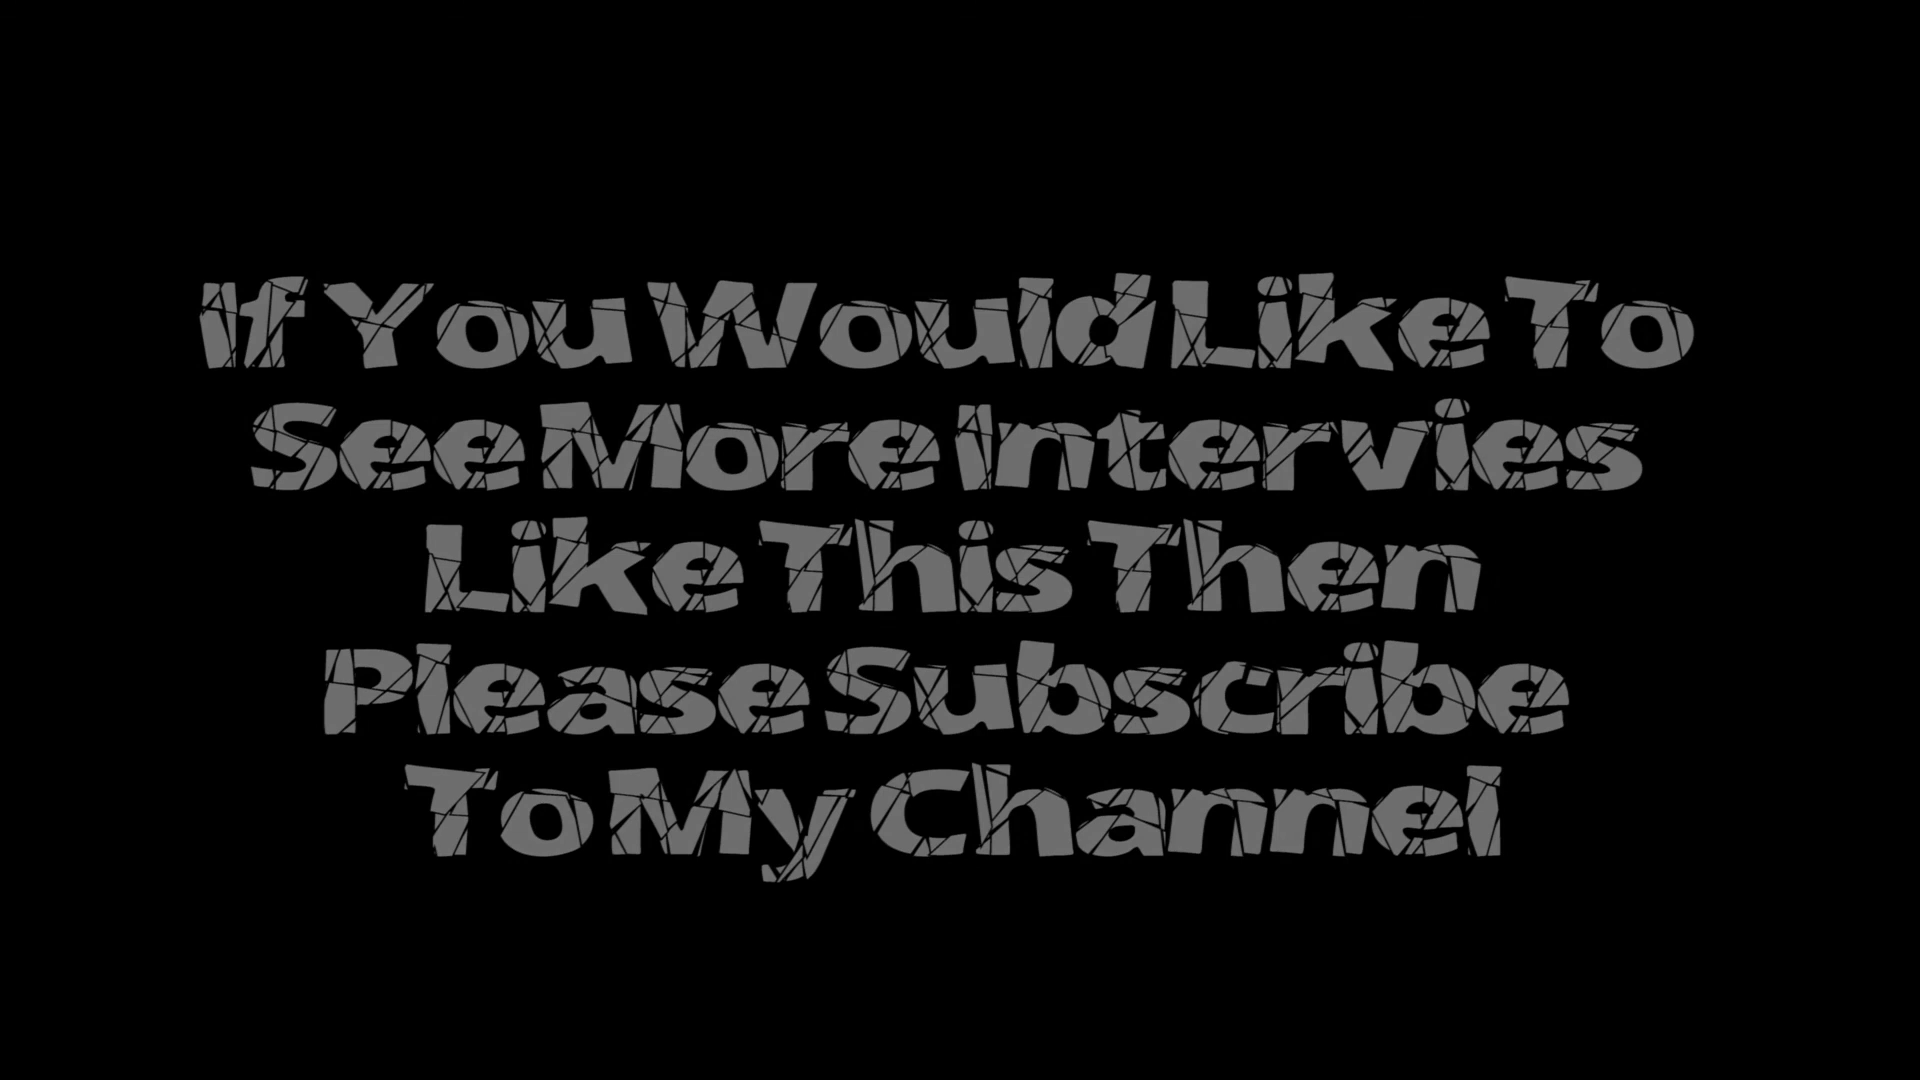 If You Would Like To
See More Intervies
Like This Then
Please Subscribe
To My Channel